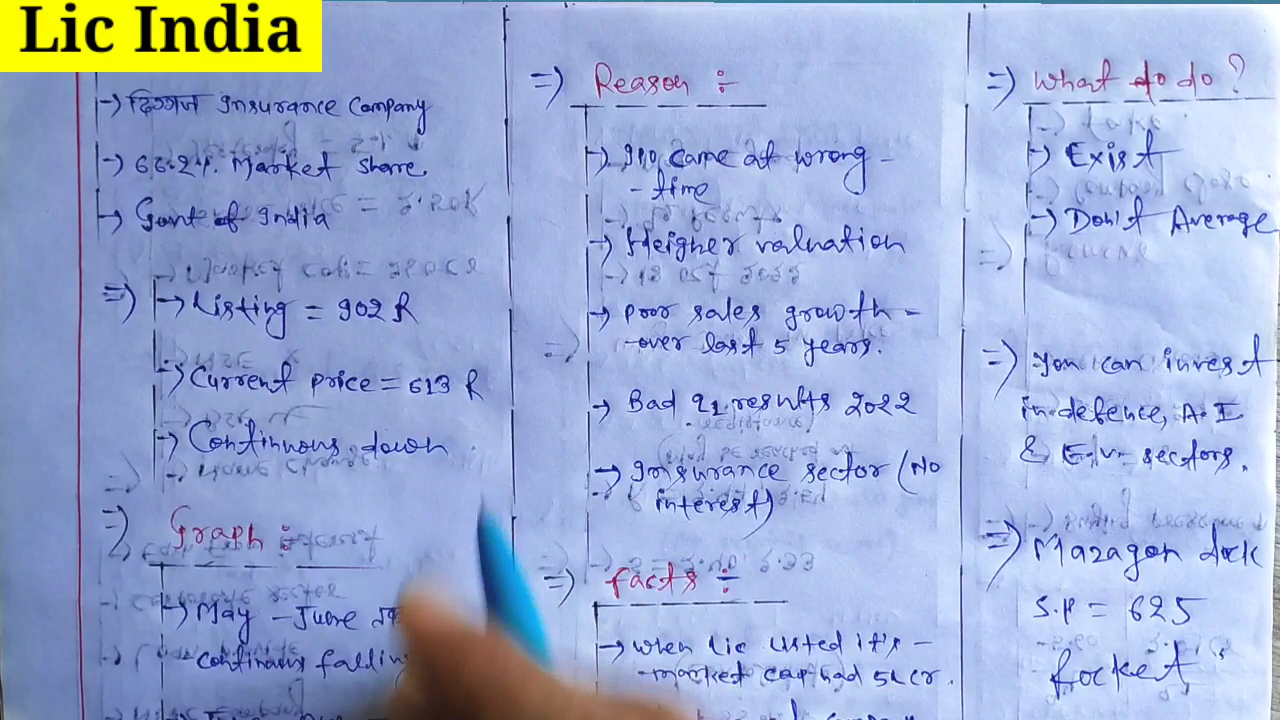 Lic India
-> दिग्गज Insurance Company
-> 66.2%. Market share.
-> Govt of India
=> -> Listing = 902 R
-> Current price = 613 R
-> Continuous down
=> Graph :-
-> May - June
- continuous falling
=> Reason :-
-> IPO came at wrong -
- time
-> Heigher valuation
-> Poor sales growth -
- over last 5 years.
-> Bad q1 results 2022
-> Insurance sector (No
interest)
=> facts :-
-> when Lic listed it's -
- market cap had 5L cr.
=> What to do ?
-> Exist
-> Don't Average
=> You can invest
in defence, A.I
& E.v. sectors.
=> Mazagon dock
S.P = 625
Rocket